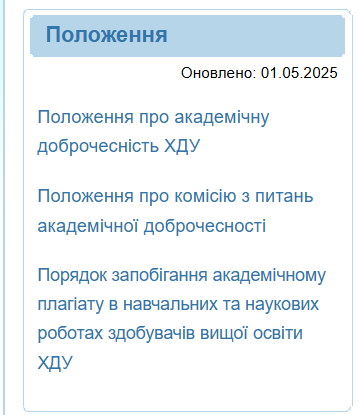 Положення
Оновлено: 01.05.2025
Положення про академічну
доброчесність ХДУ
Положення про комісію з питань
академічної доброчесності
Порядок запобігання академічному
плагіату в навчальних та наукових
роботах здобувачів вищої освіти
ХДУ